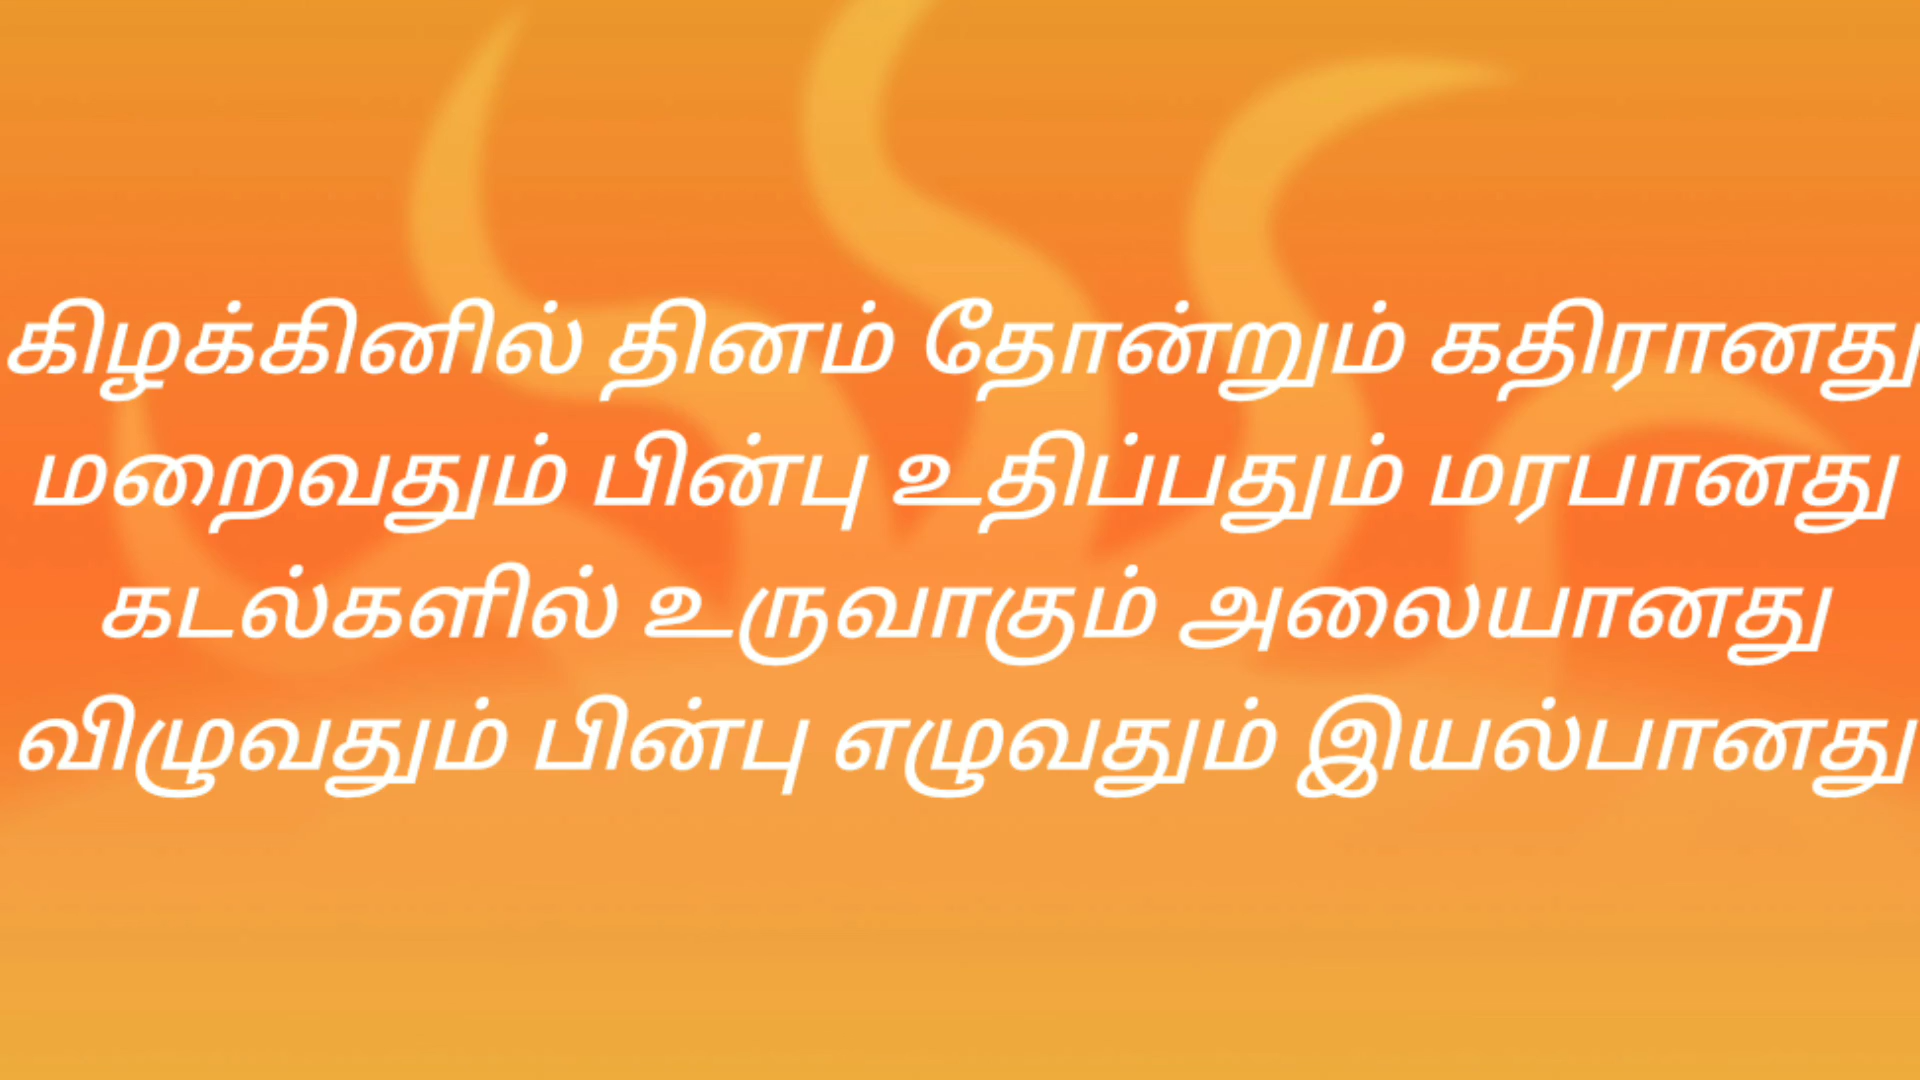 கிழக்கினில் தினம் தோன்றும் கதிரானது
மறைவதும் பின்பு உதிப்பதும் மரபானது
கடல்களில் உருவாகும் அலையானது
விழுவதும் பின்பு எழுவதும் இயல்பானது